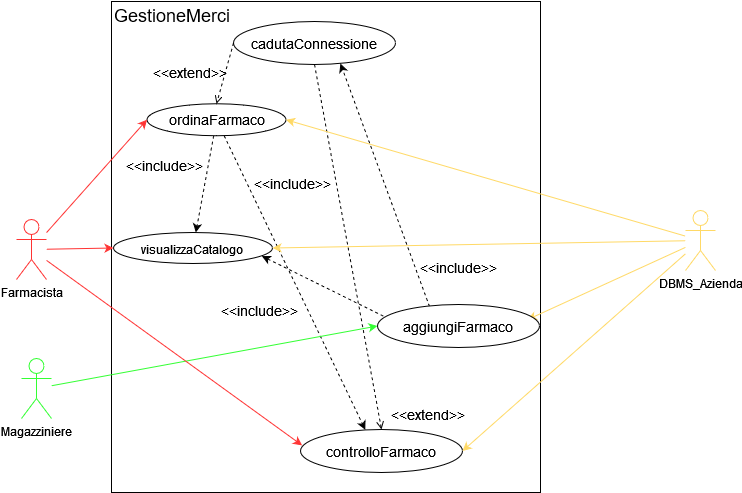 GestioneMerci
cadutaConnessione
<<extend>>
ordinaFarmaco
<<include>>
<<include>>
visualizzaCatalogo
<<include>>
<<include>>
aggiungiFarmaco
<<extend>>
controlloFarmaco
Farmacista
Magazziniere
DBMS_Azienda